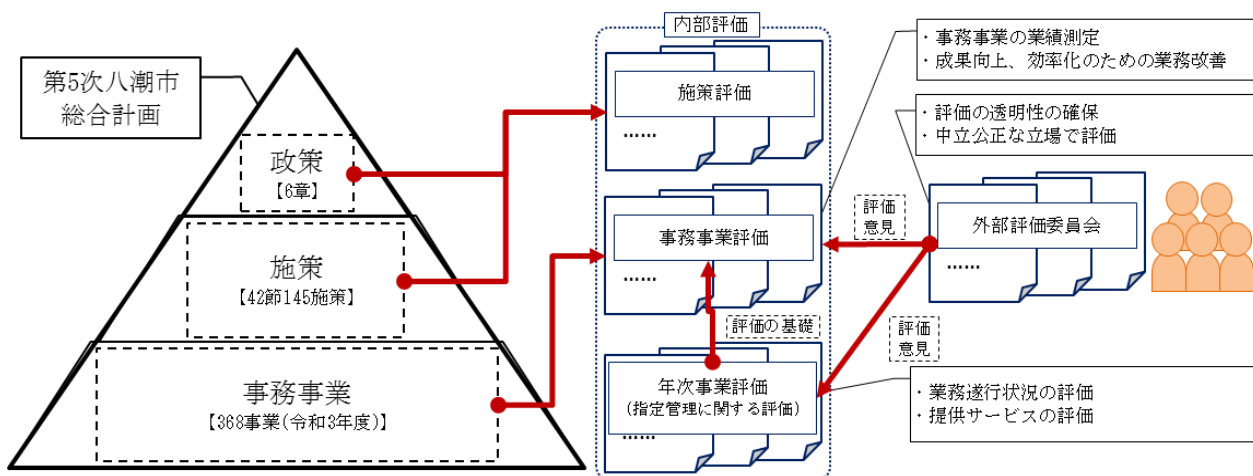 第5次八潮市
総合計画
政策
【6章】
施策
【42節145施策】
事務事業
【368事業(令和3年度)】
内部評価
施策評価
……
事務事業評価
……
評価の基礎
年次事業評価
(指定管理に関する評価)
……
・事務事業の業績測定
・成果向上、効率化のための業務改善
・評価の透明性の確保
・中立公正な立場で評価
評価
意見
外部評価委員会
……
評価
意見
・業務遂行状況の評価
・提供サービスの評価